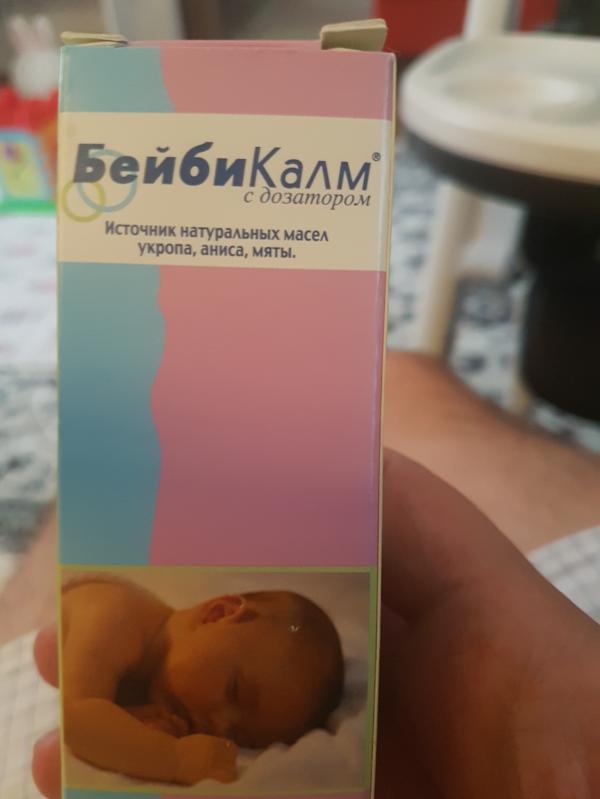 БейбиКалм®
с дозатором
Источник натуральных масел
укропа, аниса, мяты.